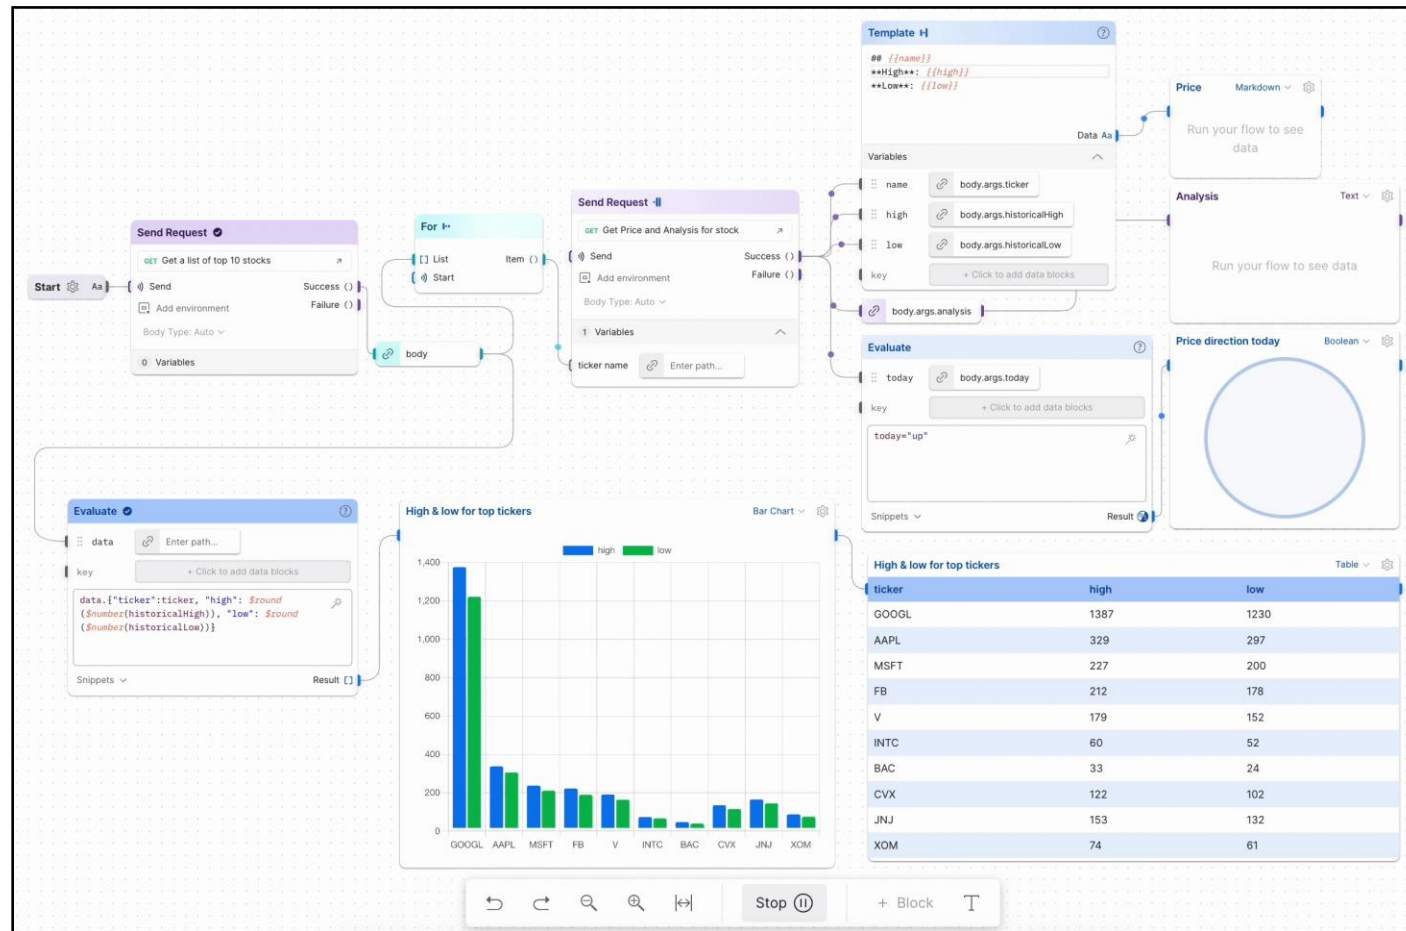 Template
## {{name}}
**High**: {{high}}
**Low**: {{low}}
Data Aa
Variables
name body.args.ticker
high body.args.historicalHigh
low body.args.historicalLow
key + Click to add data blocks
Price Markdown
Run your flow to see
data
Analysis Text
Run your flow to see data
Send Request
GET Get Price and Analysis for stock
Send Success ()
Add environment Failure ()
Body Type: Auto
1 Variables
ticker name Enter path...
For
[] List Item ()
Start
Send Request
GET Get a list of top 10 stocks
Start Aa
Send Success ()
Add environment Failure ()
Body Type: Auto
0 Variables
body
body.args.analysis
Evaluate
today body.args.today
key + Click to add data blocks
today="up"
Snippets Result
Price direction today Boolean
Evaluate
data Enter path...
key + Click to add data blocks
data.{"ticker":ticker, "high": $round
($number(historicalHigh)), "low": $round
($number(historicalLow))}
Snippets Result []
High & low for top tickers Bar Chart
high low
1,400
1,200
1,000
800
600
400
200
0
GOOGL AAPL MSFT FB V INTC BAC CVX JNJ XOM
High & low for top tickers Table
ticker high low
GOOGL 1387 1230
AAPL 329 297
MSFT 227 200
FB 212 178
V 179 152
INTC 60 52
BAC 33 24
CVX 122 102
JNJ 153 132
XOM 74 61
Stop + Block T